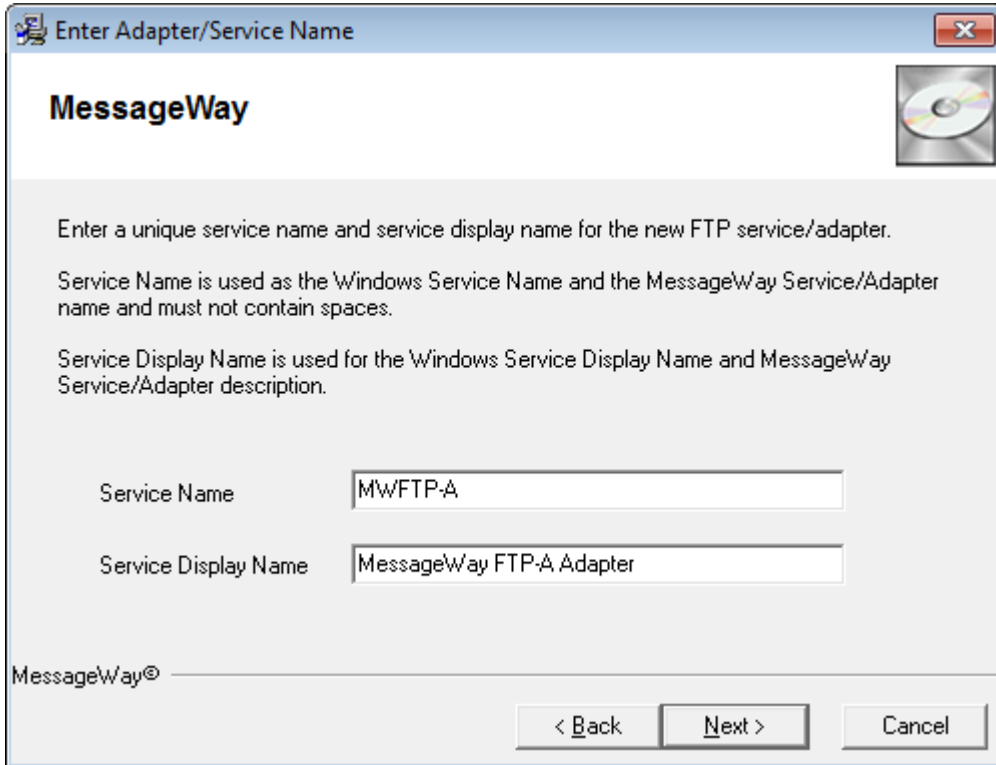 Enter Adapter/Service Name
MessageWay
Enter a unique service name and service display name for the new FTP service/adapter.
Service Name is used as the Windows Service Name and the MessageWay Service/Adapter
name and must not contain spaces.
Service Display Name is used for the Windows Service Display Name and MessageWay
Service/Adapter description.
Service Name MWFTP-A
Service Display Name MessageWay FTP-A Adapter
MessageWay©
< Back Next > Cancel